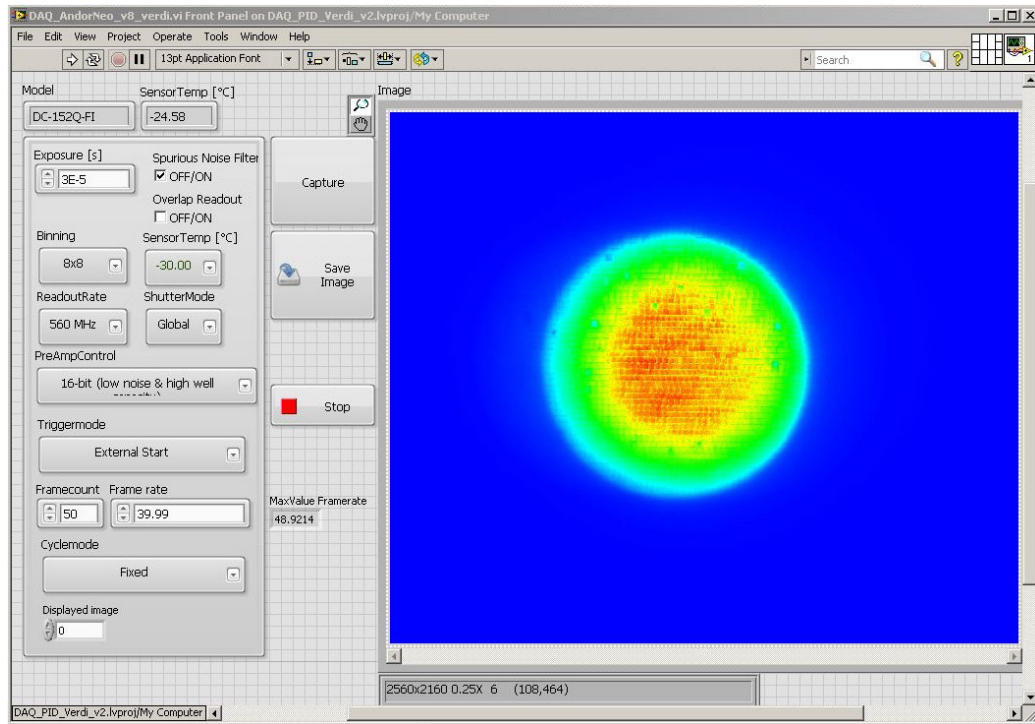 DAQ_AndorNeo_v8_verdi.vi Front Panel on DAQ_PID_Verdi_v2.lvproj/My Computer
File Edit View Project Operate Tools Window Help
13pt Application Font
Search
1
Model
SensorTemp [°C]
Image
DC-152Q-FI
-24.58
Exposure [s]
3E-5
Spurious Noise Filter
OFF/ON
Overlap Readout
OFF/ON
Capture
Binning
SensorTemp [°C]
8x8
-30.00
Save
Image
ReadoutRate
ShutterMode
560 MHz
Global
PreAmpControl
16-bit (low noise & high well
Stop
Triggermode
External Start
Framecount
Frame rate
MaxValue Framerate
50
39.99
48.9214
Cyclemode
Fixed
Displayed image
0
2560x2160 0.25X 6 (108,464)
DAQ_PID_Verdi_v2.lvproj/My Computer